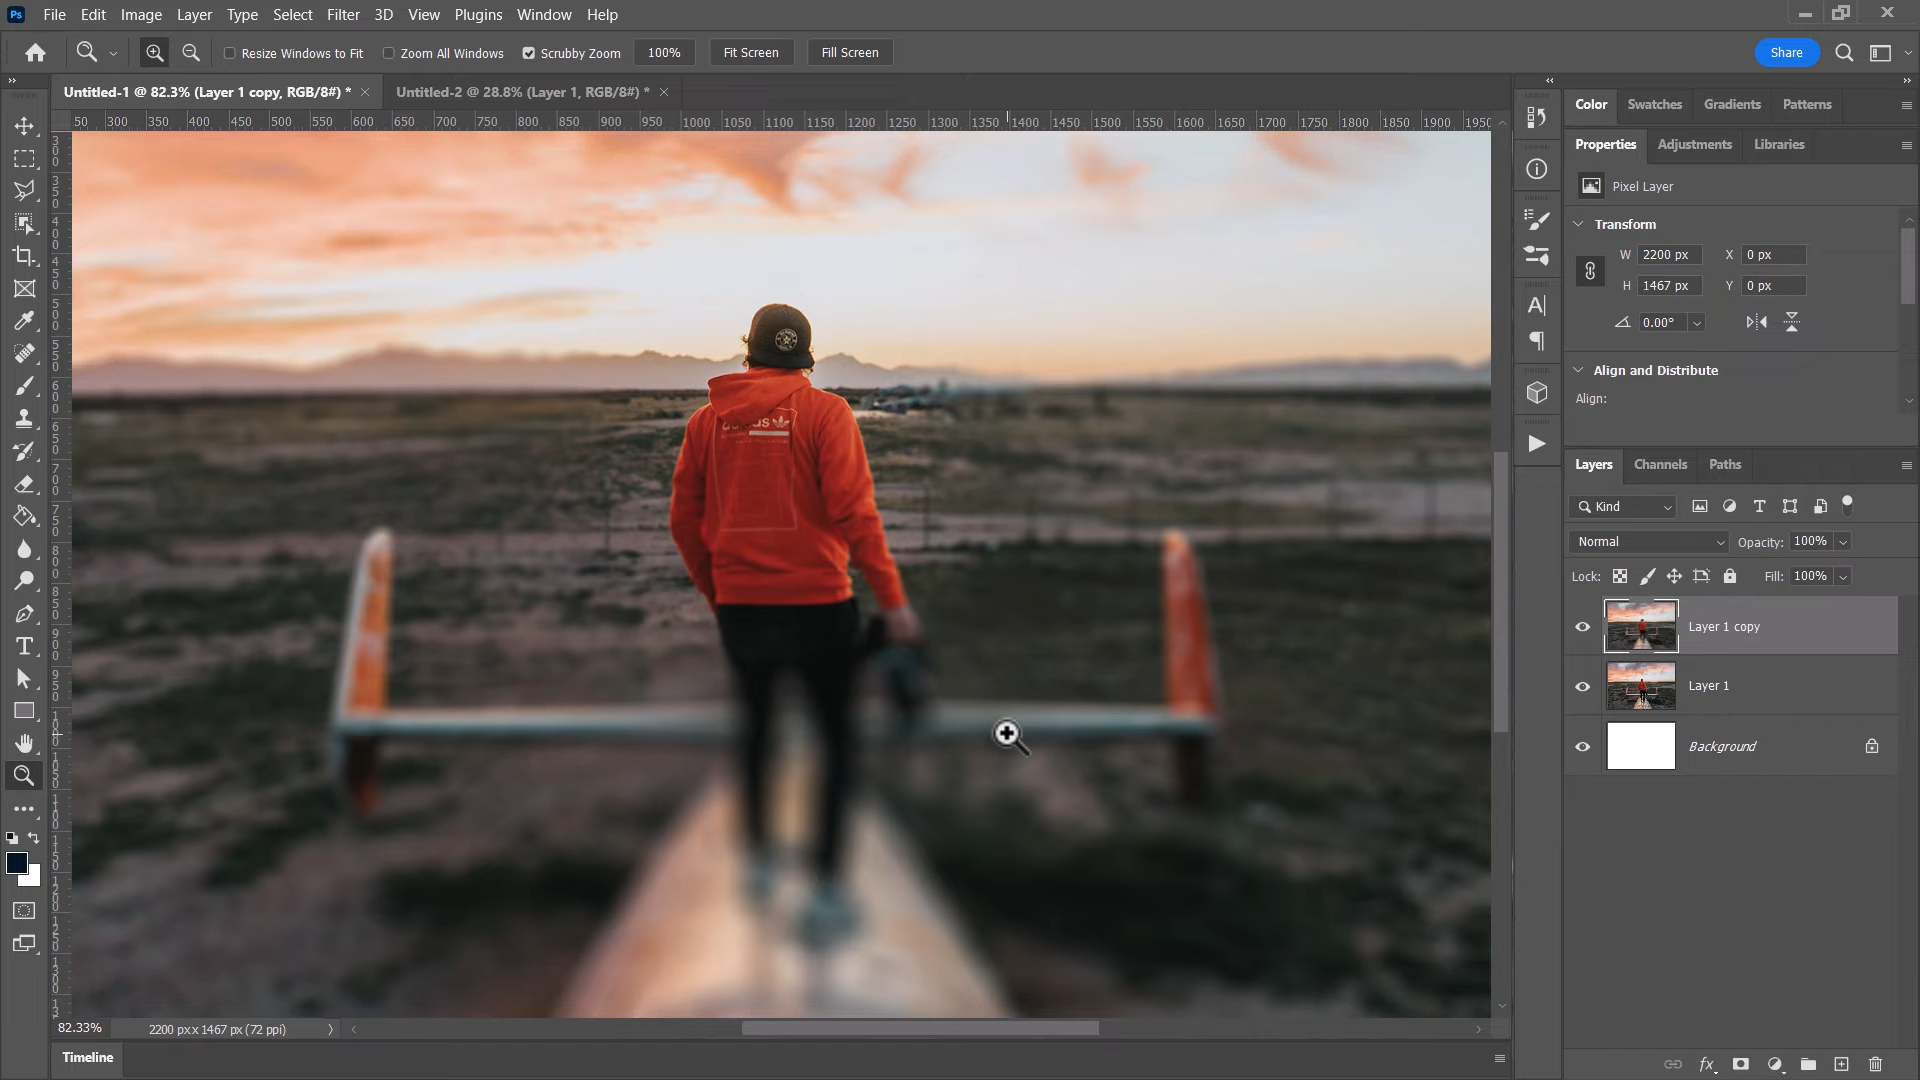 Ps File Edit Image Layer Type Select Filter 3D View Plugins Window Help
Resize Windows to Fit Zoom All Windows Scrubby Zoom 100% Fit Screen Fill Screen Share
Untitled-1 @ 82.3% (Layer 1 copy, RGB/8#) * Untitled-2 @ 28.8% (Layer 1, RGB/8#) *
50 300 350 400 450 500 550 600 650 700 750 800 850 900 950 1000 1050 1100 1150 1200 1250 1300 1350 1400 1450 1500 1550 1600 1650 1700 1750 1800 1850 1900 1950
Color Swatches Gradients Patterns
Properties Adjustments Libraries
Pixel Layer
Transform
W 2200 px X 0 px
H 1467 px Y 0 px
0.00°
Align and Distribute
Align:
Layers Channels Paths
Kind
Normal Opacity: 100%
Lock: Fill: 100%
Layer 1 copy
Layer 1
Background
82.33% 2200 px x 1467 px (72 ppi)
Timeline